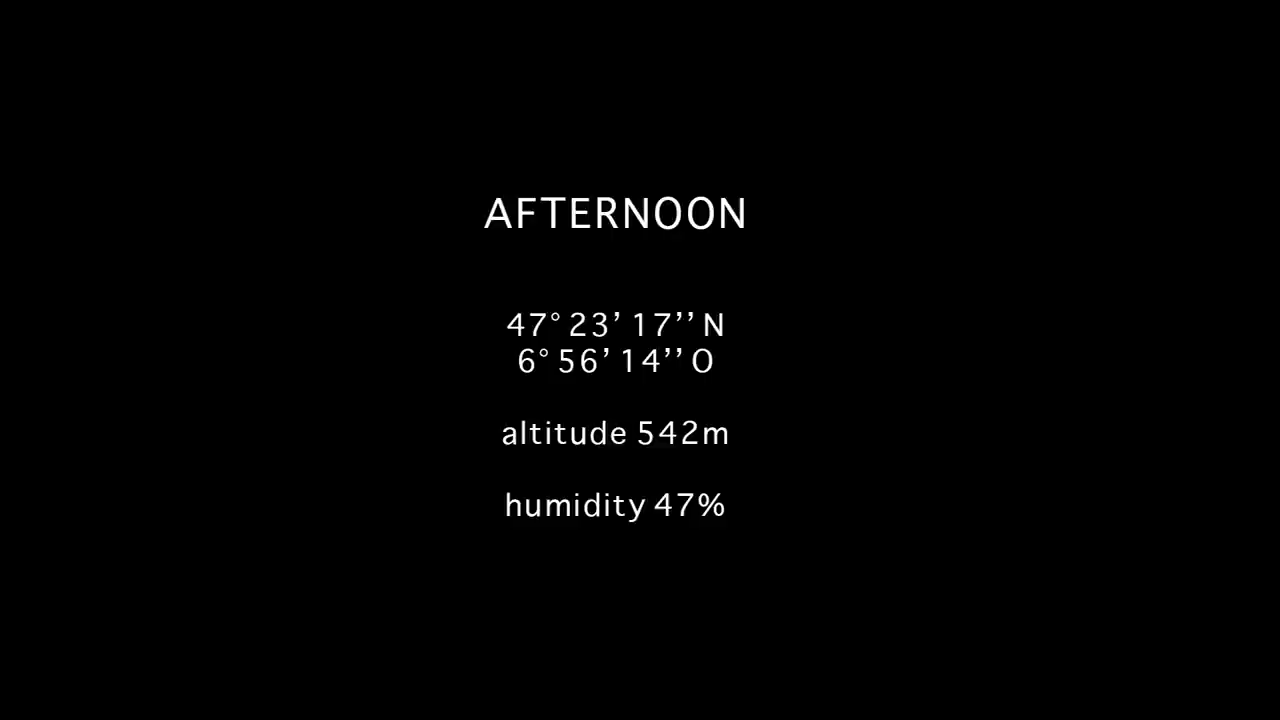 AFTERNOON
47° 23’ 17’’ N
6° 56’ 14’’ O
altitude 542m
humidity 47%